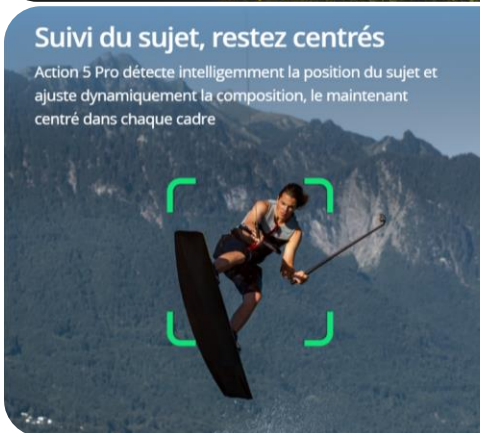 Suivi du sujet, restez centrés
Action 5 Pro détecte intelligemment la position du sujet et
ajuste dynamiquement la composition, le maintenant
centré dans chaque cadre